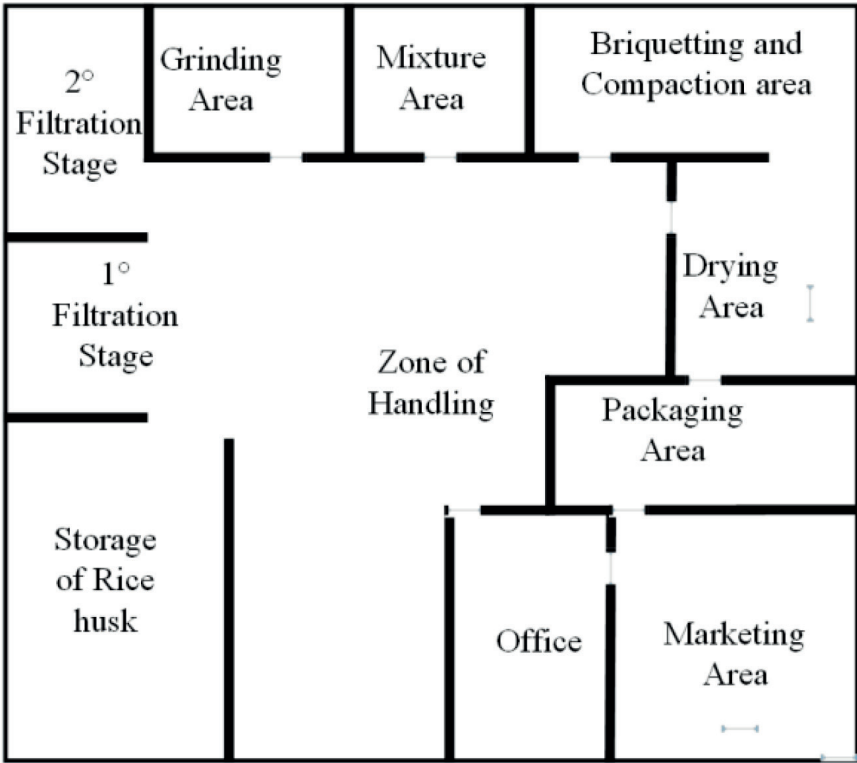 2°
Filtration
Stage
Grinding
Area
Mixture
Area
Briquetting and
Compaction area
1°
Filtration
Stage
Drying
Area
Zone of
Handling
Packaging
Area
Storage
of Rice
husk
Office
Marketing
Area